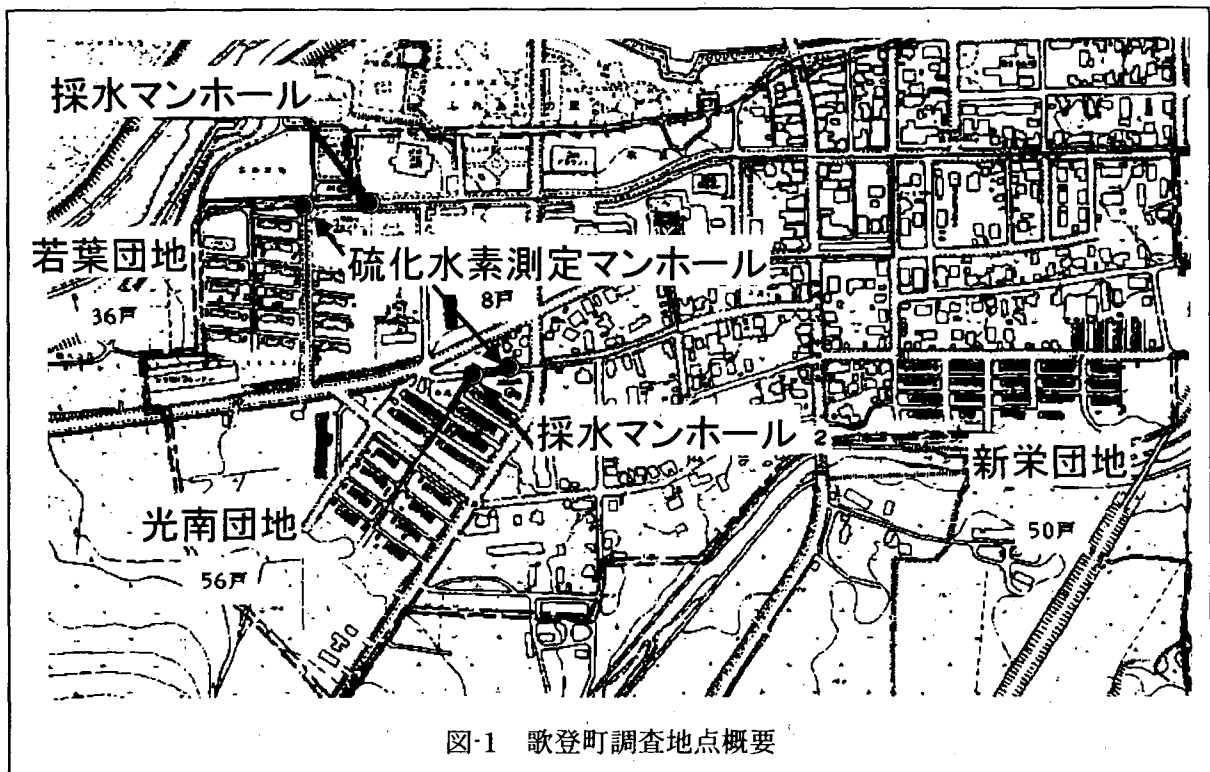 採水マンホール
若葉団地
36戸
硫化水素測定マンホール
8戸
採水マンホール
2
新栄団地
50戸
光南団地
56戸
図-1 歌登町調査地点概要